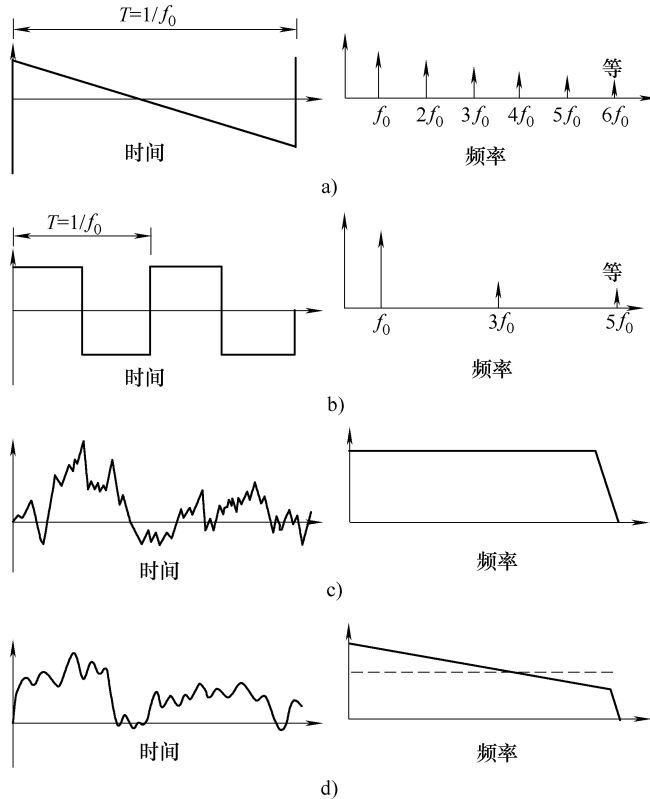 T=1/f₀
等
f₀ 2f₀ 3f₀ 4f₀ 5f₀ 6f₀
时间
频率
a)
T=1/f₀
等
f₀ 3f₀ 5f₀
时间
频率
b)
时间
频率
c)
时间
频率
d)